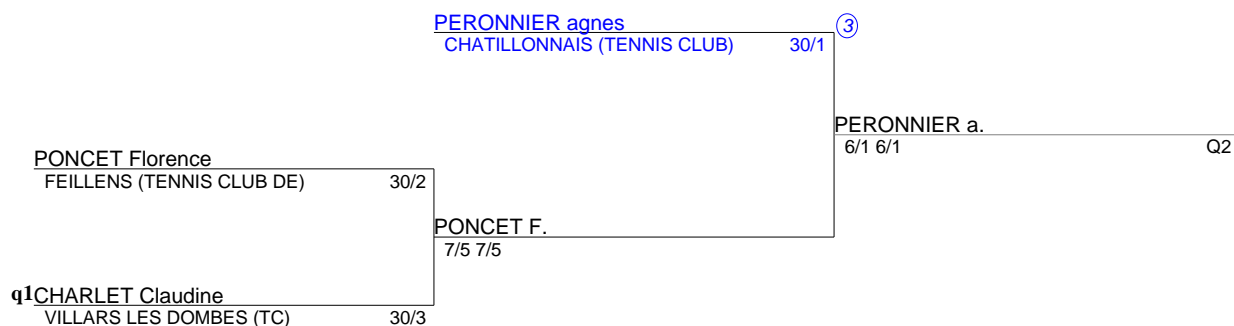 PERONNIER agnes 3
CHATILLONNAIS (TENNIS CLUB) 30/1
PERONNIER a.
6/1 6/1 Q2
PONCET Florence
FEILLENS (TENNIS CLUB DE) 30/2
PONCET F.
7/5 7/5
q1CHARLET Claudine
VILLARS LES DOMBES (TC) 30/3